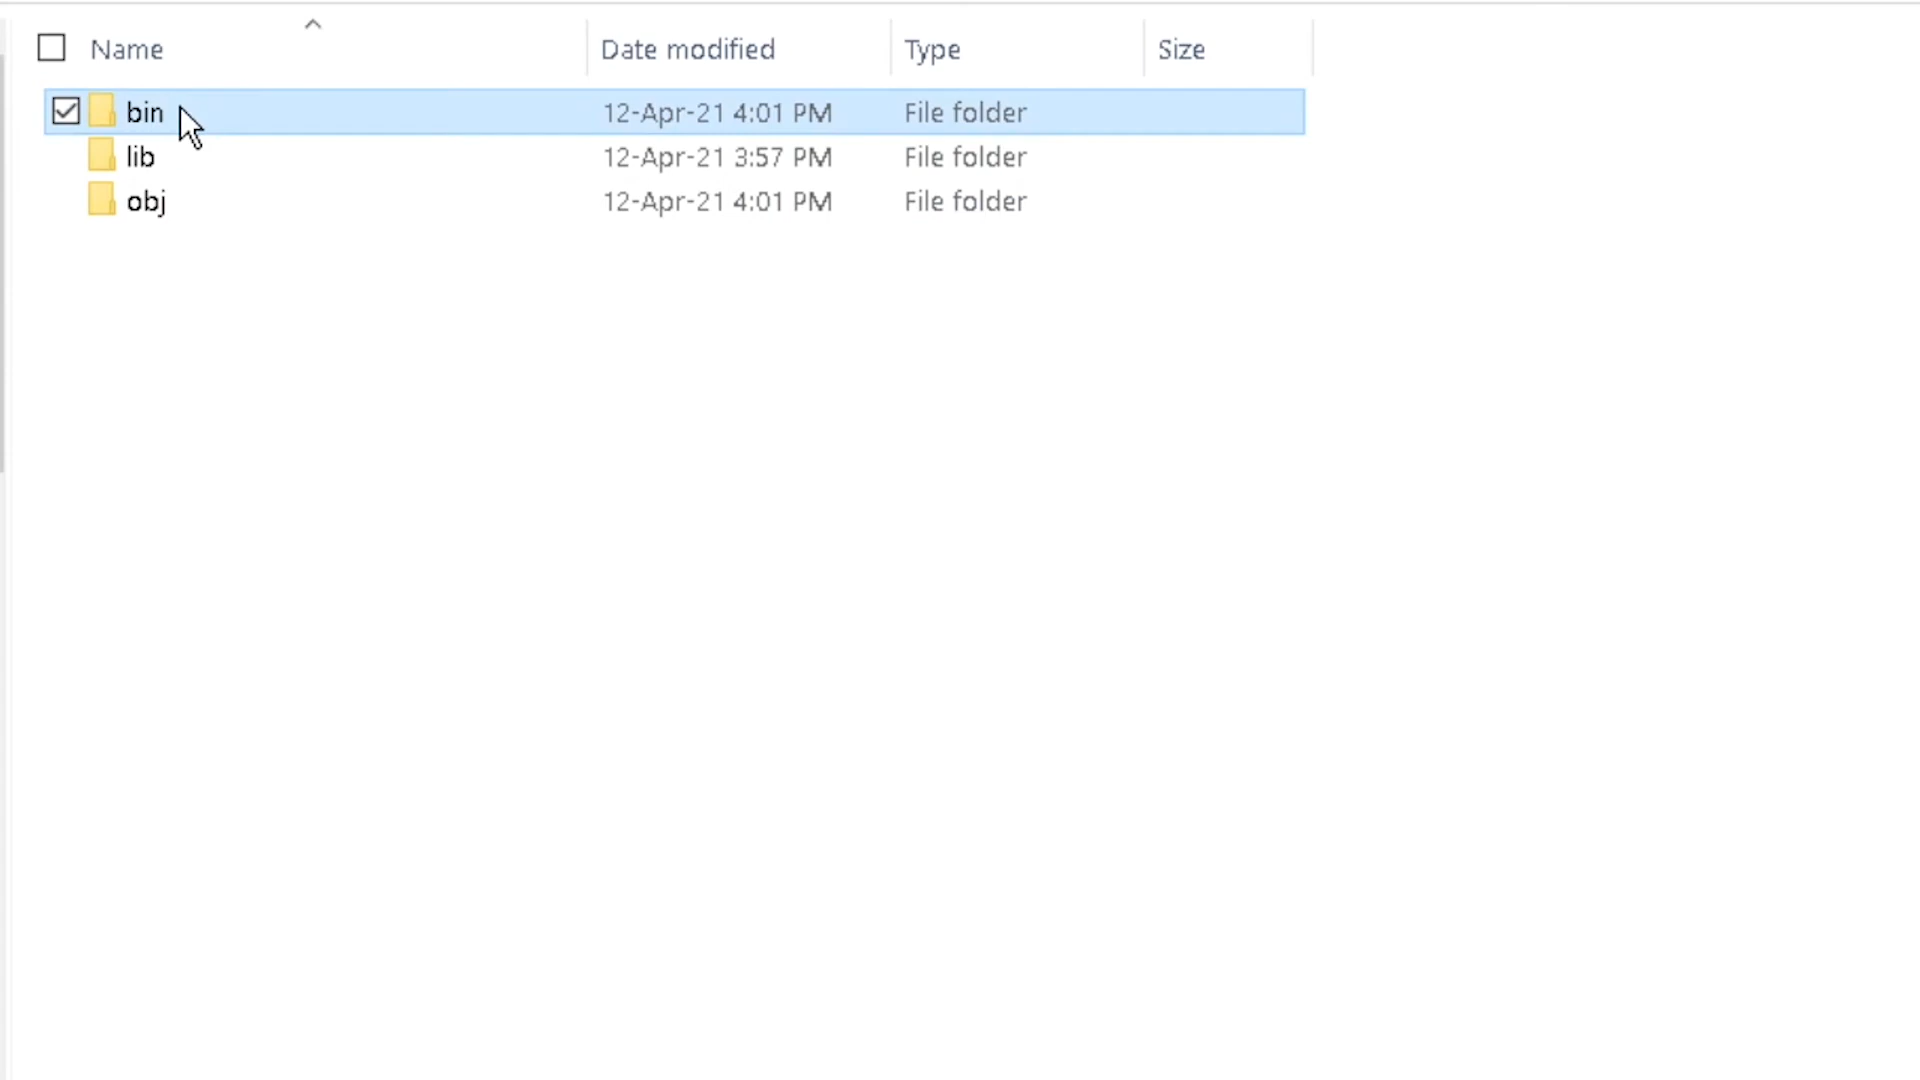 Name Date modified Type Size
bin 12-Apr-21 4:01 PM File folder
lib 12-Apr-21 3:57 PM File folder
obj 12-Apr-21 4:01 PM File folder